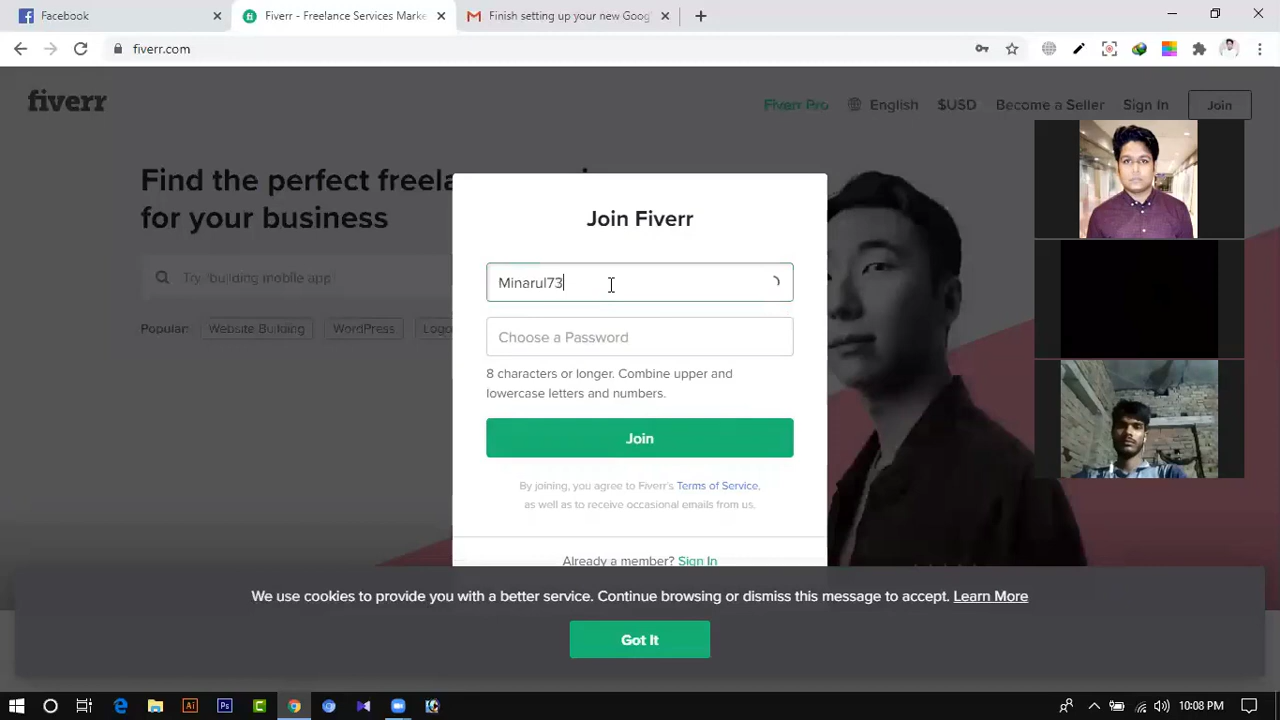 Facebook
Fiverr - Freelance Services Marke
Finish setting up your new Goog
fiverr.com
fiverr
Fiverr Pro
English
$USD
Become a Seller
Sign In
Join
Find the perfect freela
for your business
Try "building mobile app
Popular:
Website Building
WordPress
Logo
Join Fiverr
Minarul73
Choose a Password
8 characters or longer. Combine upper and
lowercase letters and numbers.
Join
By joining, you agree to Fiverr's Terms of Service,
as well as to receive occasional emails from us.
Already a member? Sign In
We use cookies to provide you with a better service. Continue browsing or dismiss this message to accept. Learn More
Got It
10:08 PM